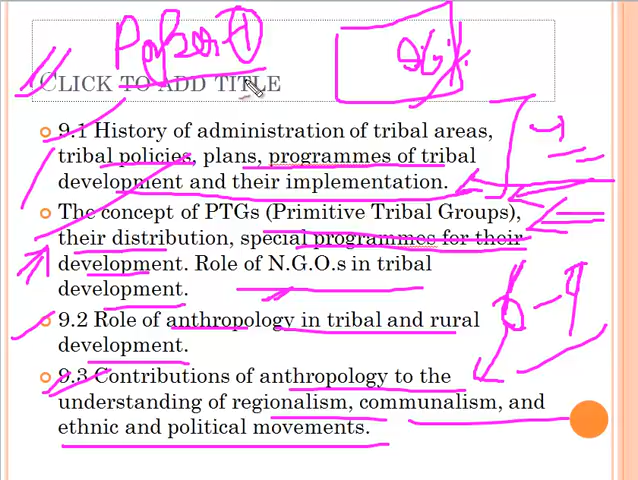 CLICK TO ADD TITLE
9.1 History of administration of tribal areas,
tribal policies, plans, programmes of tribal
development and their implementation.
The concept of PTGs (Primitive Tribal Groups),
their distribution, special programmes for their
development. Role of N.G.O.s in tribal
development.
9.2 Role of anthropology in tribal and rural
development.
9.3 Contributions of anthropology to the
understanding of regionalism, communalism, and
ethnic and political movements.